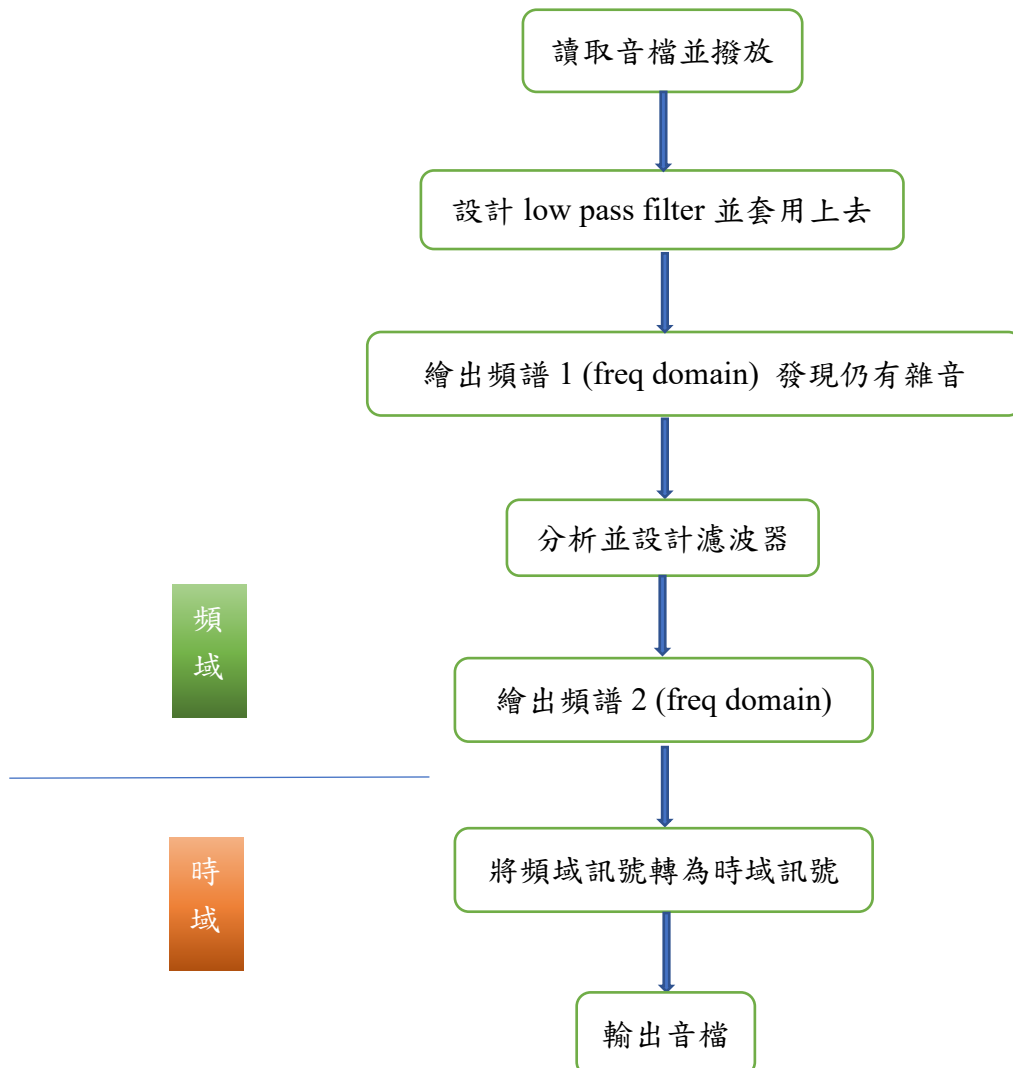 讀取音檔並撥放
設計 low pass filter 並套用上去
繪出頻譜 1 (freq domain) 發現仍有雜音
分析並設計濾波器
頻
域
繪出頻譜 2 (freq domain)
時
域
將頻域訊號轉為時域訊號
輸出音檔